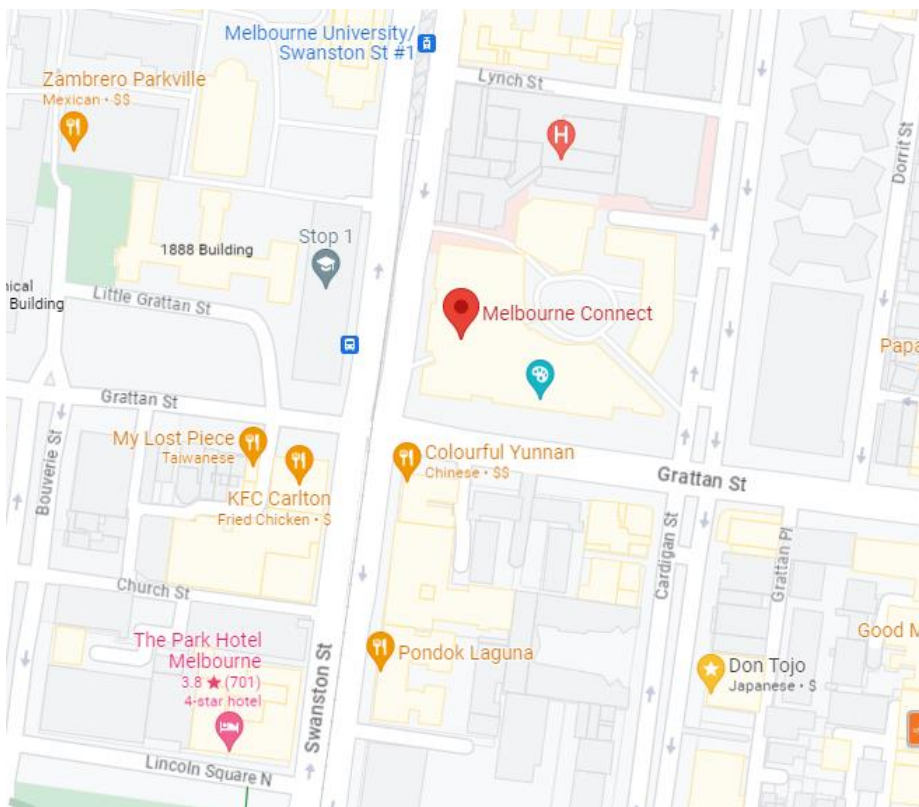 Melbourne University/
Swanston St #1
Zambrero Parkville
Mexican • $$
Lynch St
H
Dorrit St
1888 Building
Stop 1
nical
Building
Little Grattan St
Melbourne Connect
Papa
Grattan St
My Lost Piece
Taiwanese
Colourful Yunnan
Chinese • $$
Grattan St
KFC Carlton
Fried Chicken • $
Bouverie St
Cardigan St
Grattan Pl
Church St
Good M
The Park Hotel
Melbourne
3.8 ★ (701)
4-star hotel
Swanston St
Pondok Laguna
Don Tojo
Japanese • $
Lincoln Square N